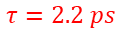 τ = 2.2 ps